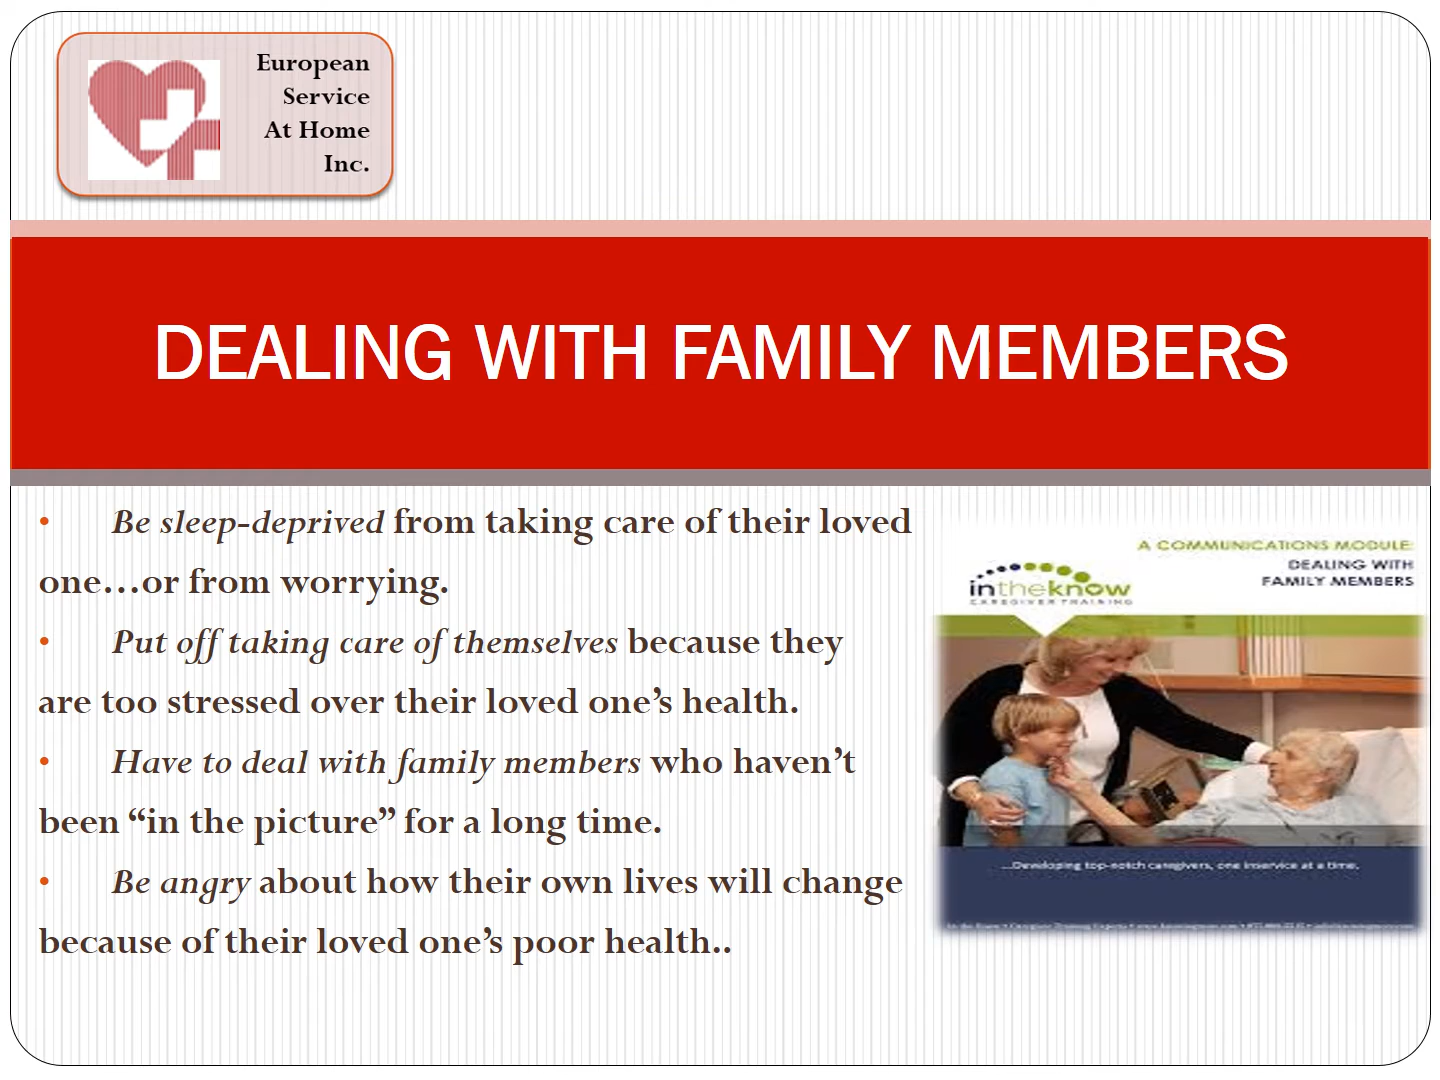 European
Service
At Home
Inc.
DEALING WITH FAMILY MEMBERS
• Be sleep-deprived from taking care of their loved
one…or from worrying.
• Put off taking care of themselves because they
are too stressed over their loved one’s health.
• Have to deal with family members who haven’t
been “in the picture” for a long time.
• Be angry about how their own lives will change
because of their loved one’s poor health..
A COMMUNICATIONS MODULE:
DEALING WITH
FAMILY MEMBERS
intheknow
CAREGIVER TRAINING
...Developing top-notch caregivers, one inservice at a time.